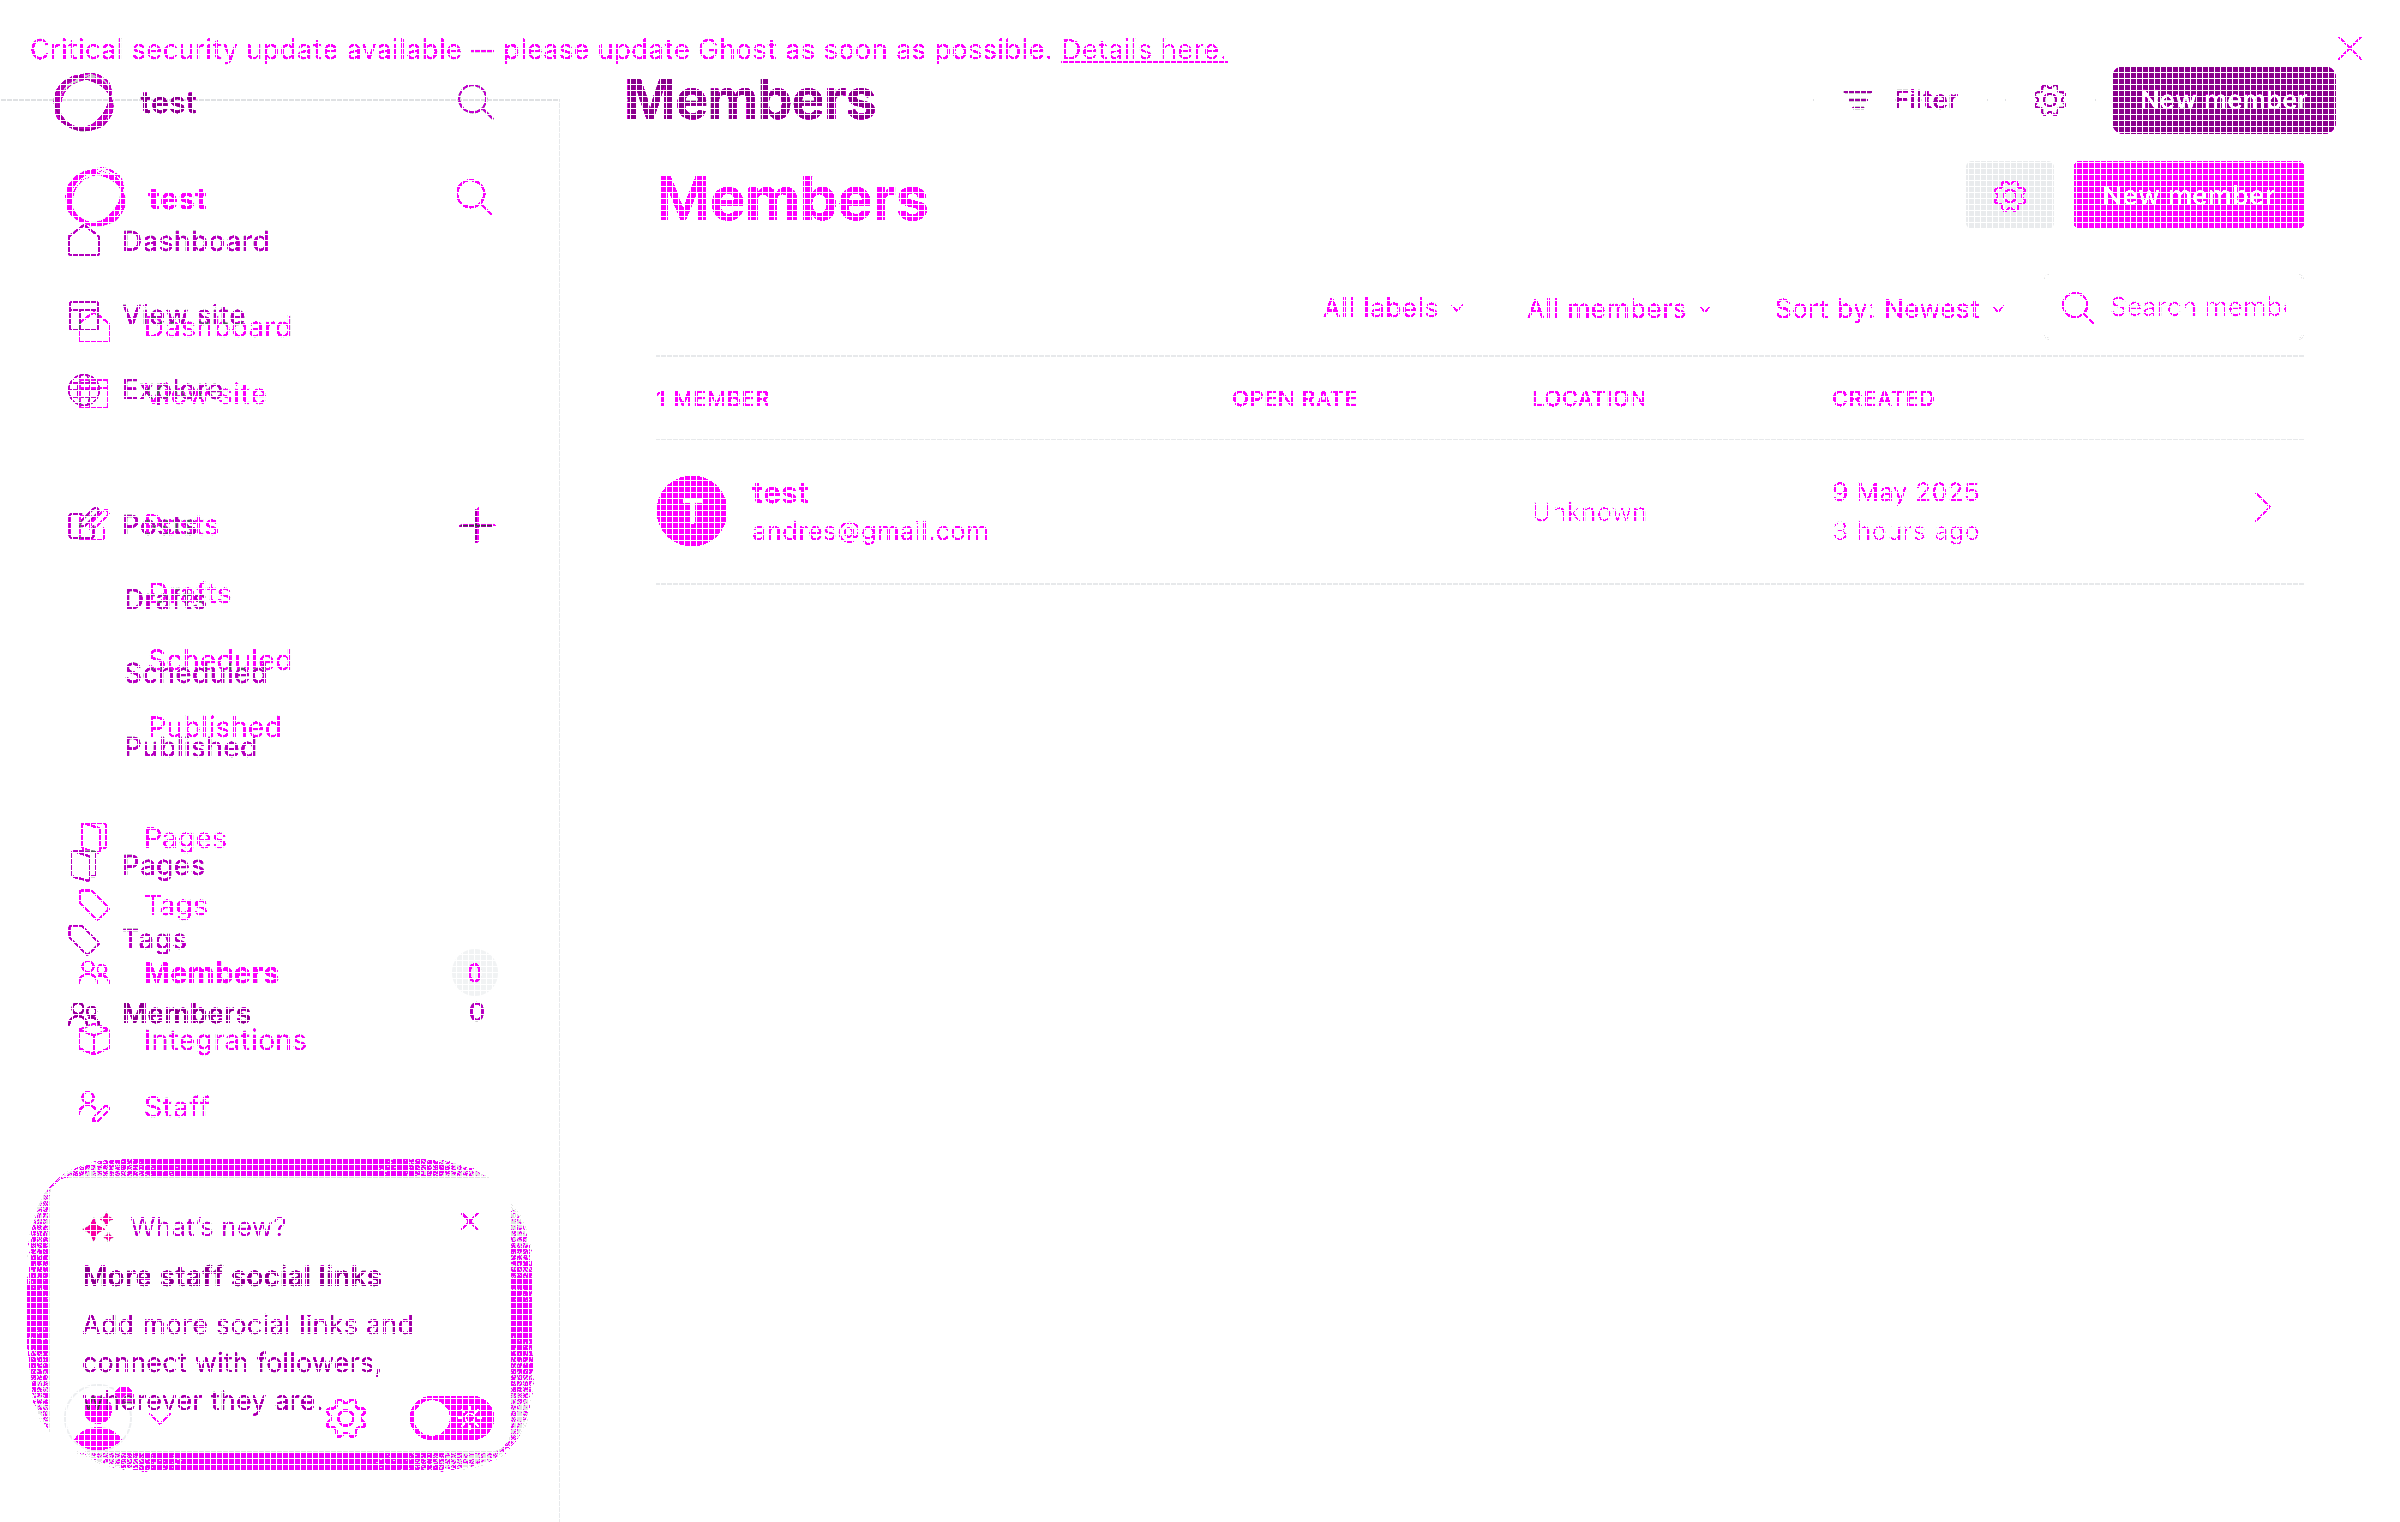 Critical security update available — please update Ghost as soon as possible. Details here.
test
Members
Filter
New member
test
Members
New member
Dashboard
View site
Dashboard
Explore
View site
All labels
All members
Sort by: Newest
Search membe
1 MEMBER
OPEN RATE
LOCATION
CREATED
T
test
andres@gmail.com
Unknown
9 May 2025
3 hours ago
Posts
Posts
Drafts
Drafts
Scheduled
Scheduled
Published
Published
Pages
Pages
Tags
Tags
Members 0
Members 0
Integrations
Staff
What's new?
More staff social links
Add more social links and
connect with followers,
wherever they are.